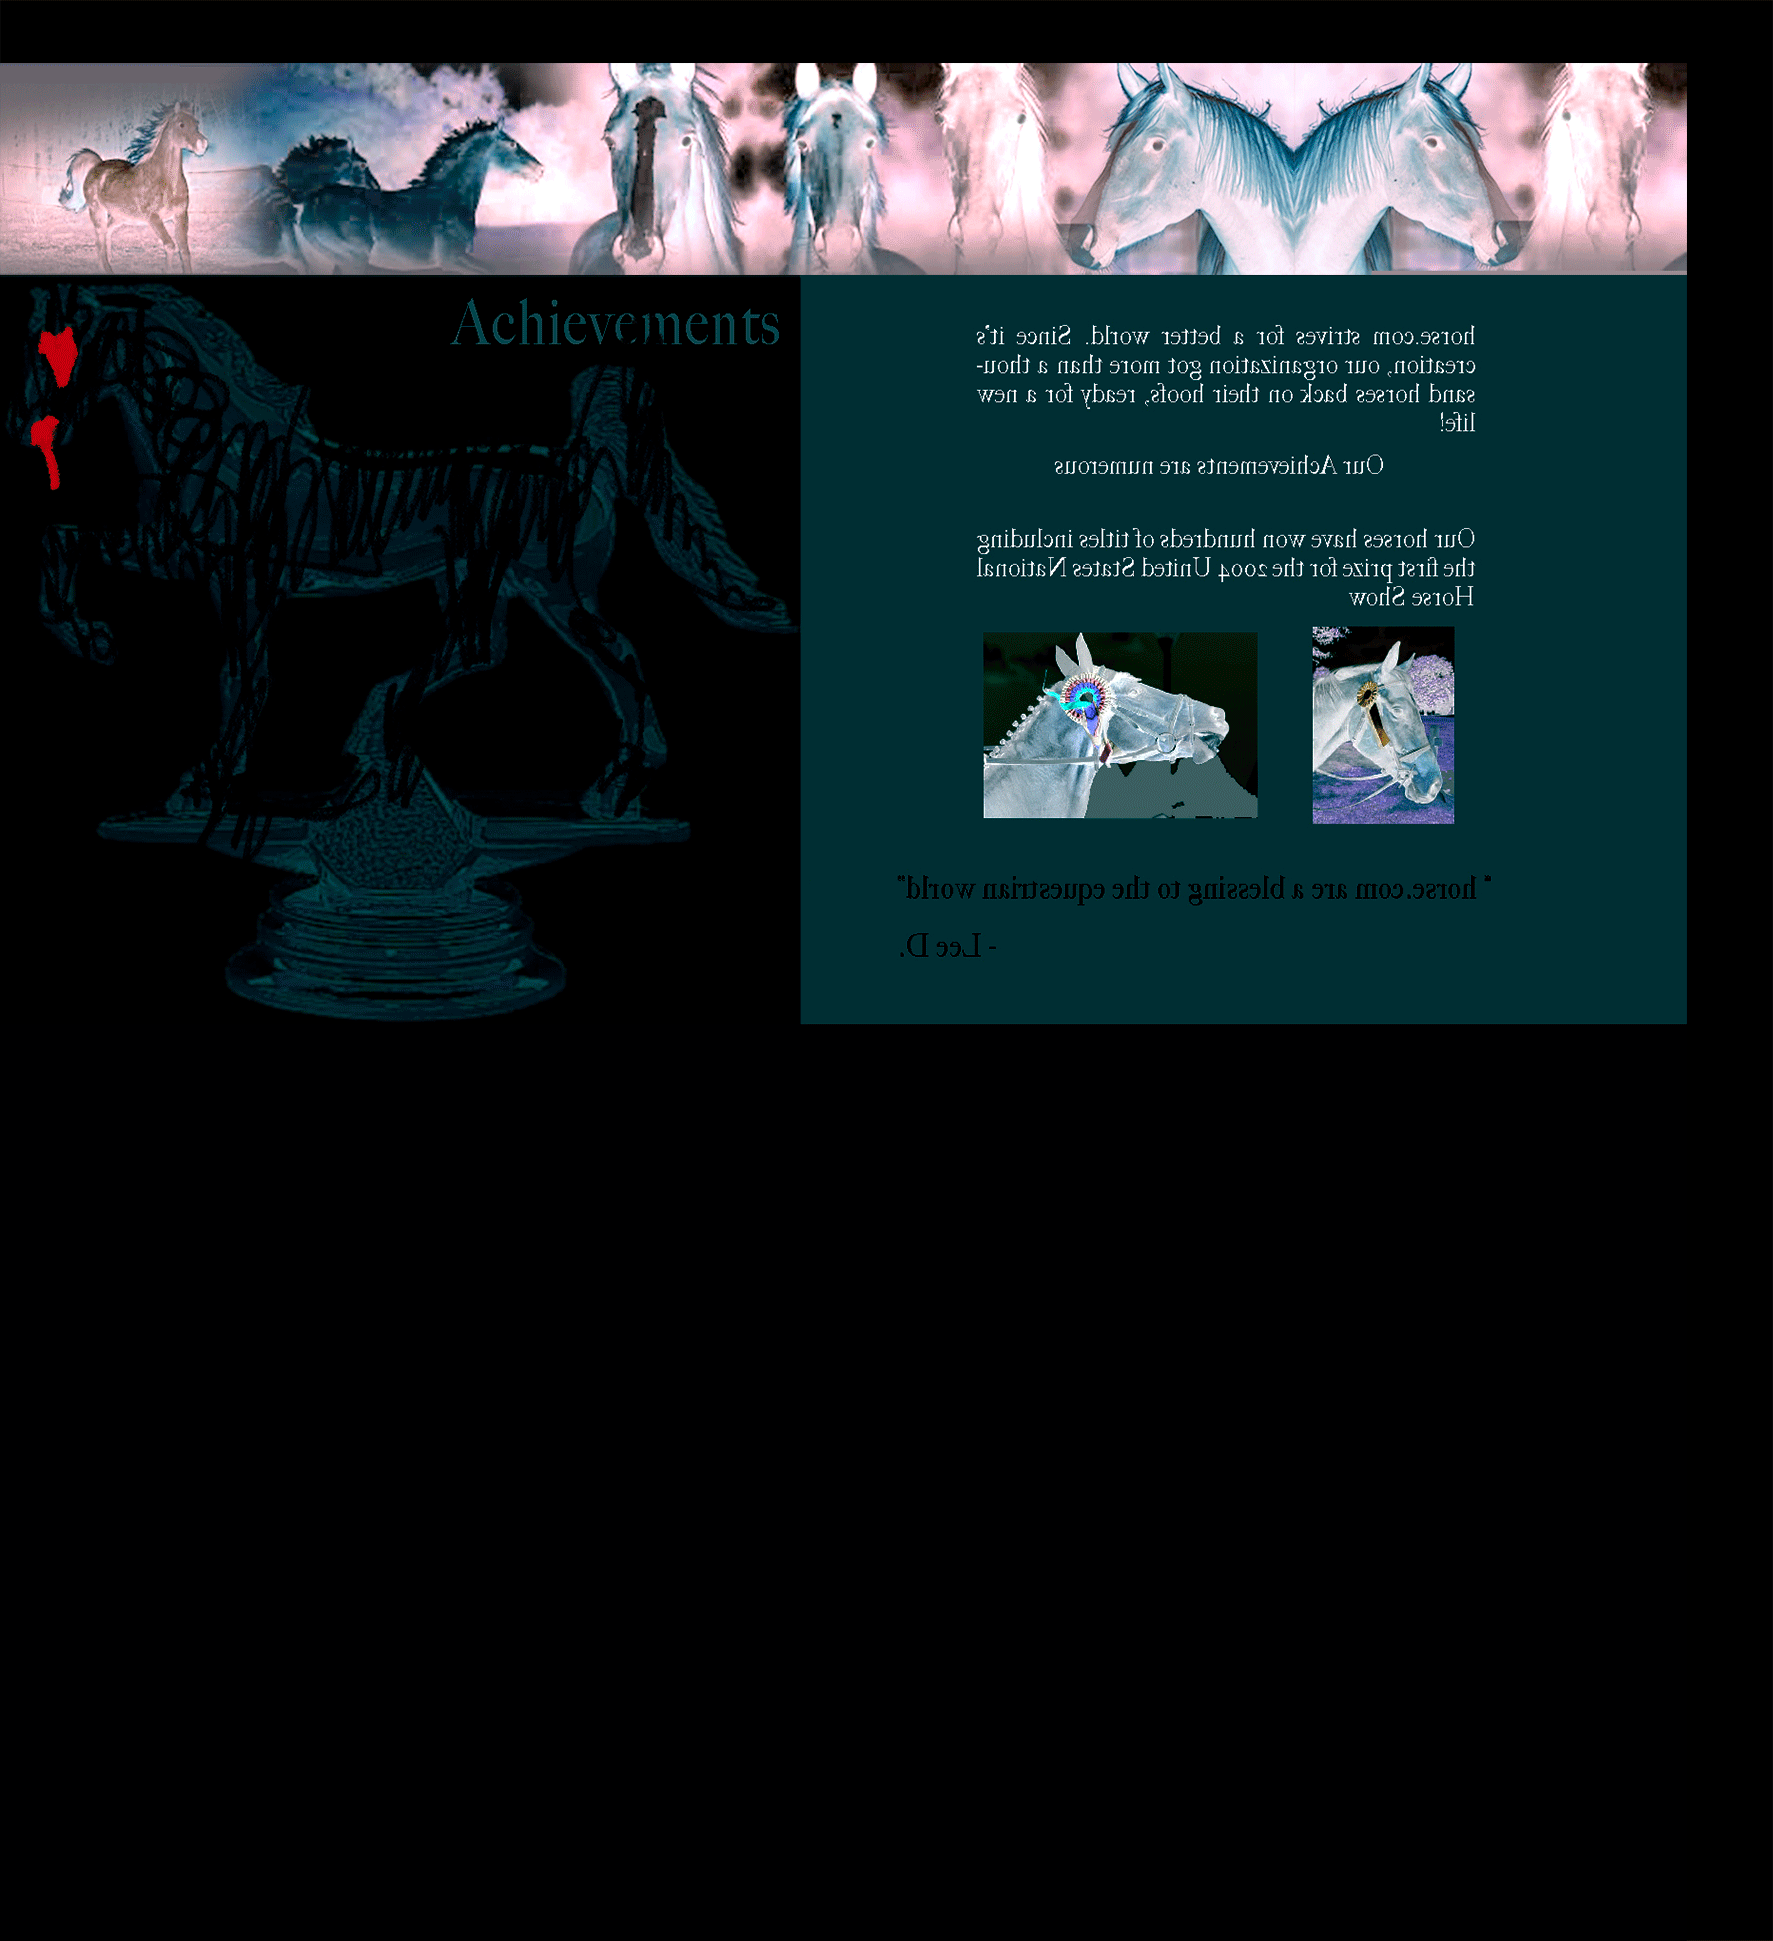 Achievements
horse.com strives for a better world. Since it's
creation, our organization got more than a thou-
sand horses back on their hoofs, ready for a new
life!
Our Achievements are numerous
Our horses have won hundreds of titles including
the first prize for the 2004 United States National
Horse Show
" horse.com are a blessing to the equestrian world"
- Lee D.